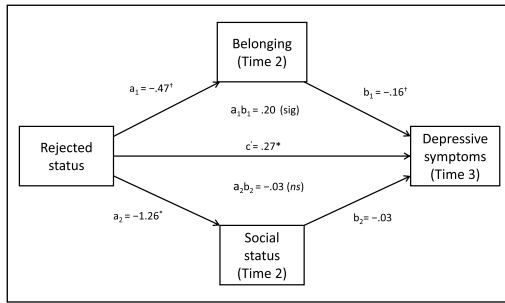 Belonging
(Time 2)
a₁ = −.47†
b₁ = −.16†
a₁b₁ = .20 (sig)
Rejected
status
c' = .27*
Depressive
symptoms
(Time 3)
a₂b₂ = −.03 (ns)
a₂ = −1.26*
b₂= −.03
Social
status
(Time 2)